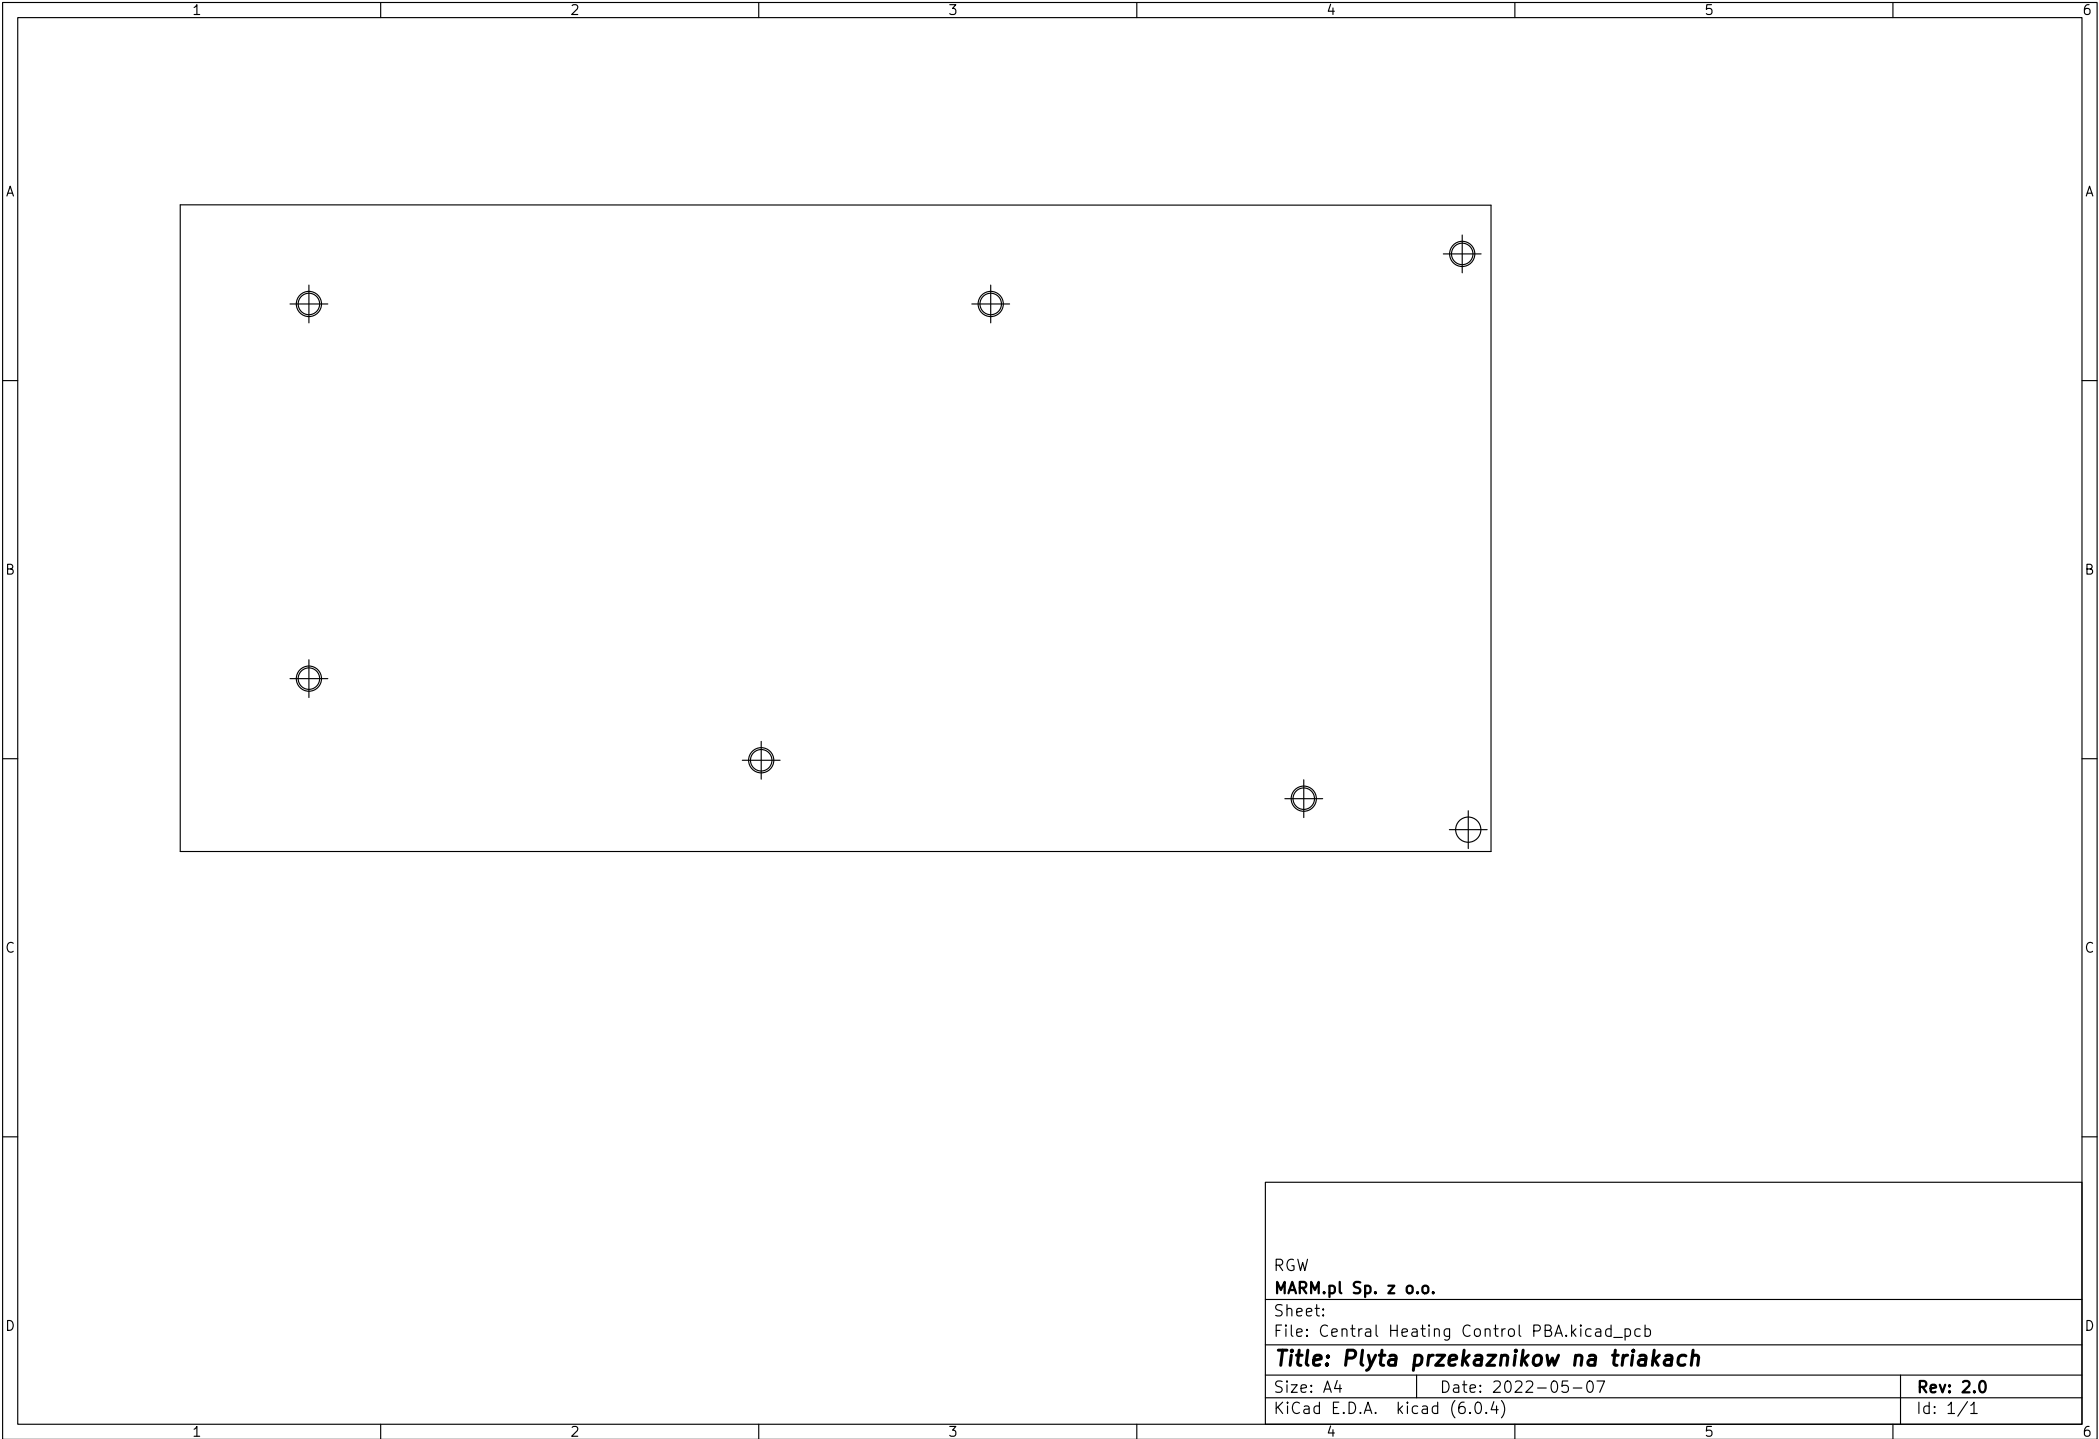 1 2 3 4 5 6
A A
B B
C C
RGW
MARM.pl Sp. z o.o.
Sheet:
File: Central Heating Control PBA.kicad_pcb
D D
Title: Plyta przekaznikow na triakach
Size: A4 Date: 2022-05-07 Rev: 2.0
KiCad E.D.A. kicad (6.0.4) Id: 1/1
1 2 3 4 5 6